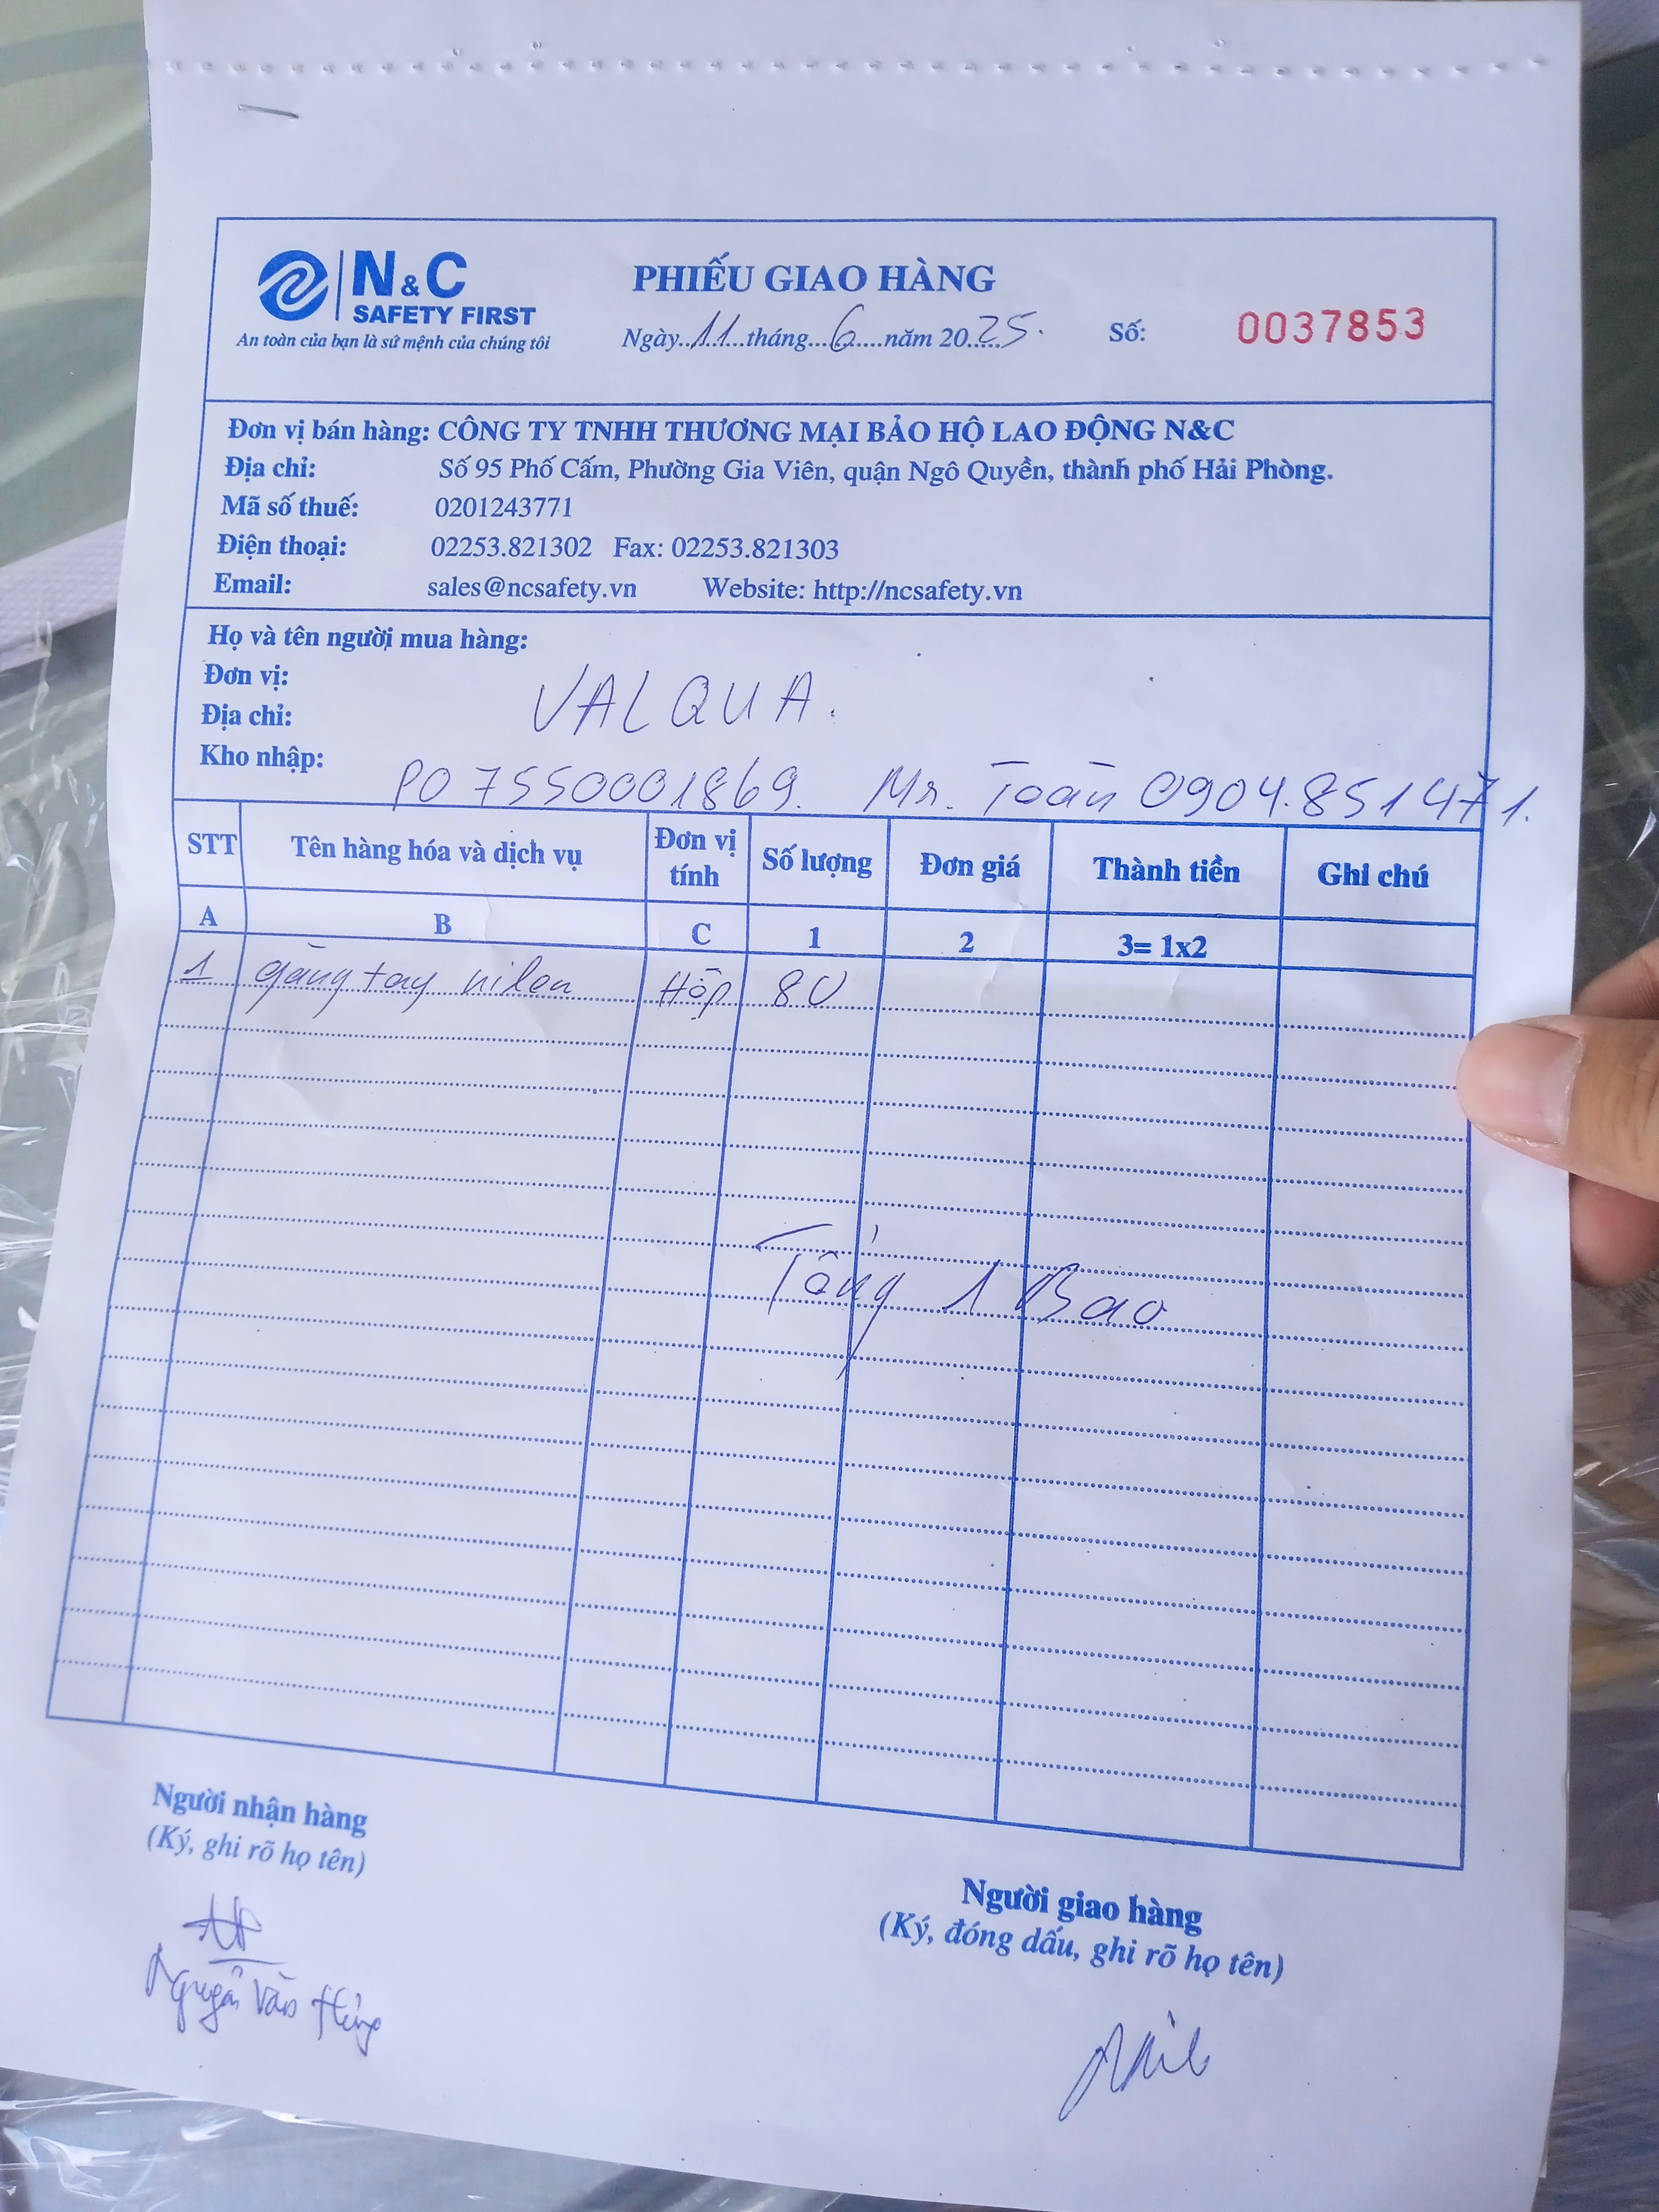 N&C
SAFETY FIRST
An toàn của bạn là sứ mệnh của chúng tôi
PHIẾU GIAO HÀNG
Ngày..11...tháng...6....năm 20.25.
Số: 0037853
Đơn vị bán hàng: CÔNG TY TNHH THƯƠNG MẠI BẢO HỘ LAO ĐỘNG N&C
Địa chỉ: Số 95 Phố Cấm, Phường Gia Viên, quận Ngô Quyền, thành phố Hải Phòng.
Mã số thuế: 0201243771
Điện thoại: 02253.821302 Fax: 02253.821303
Email: sales@ncsafety.vn Website: http://ncsafety.vn
Họ và tên người mua hàng:
Đơn vị:
VALQUA.
Địa chỉ:
Kho nhập:
PO 7550001869. Mr. Toàn 0904.851471.
STT Tên hàng hóa và dịch vụ Đơn vị tính Số lượng Đơn giá Thành tiền Ghi chú
A B C 1 2 3= 1x2
1 găng tay nilon Hộp 80
Tổng 1 Bao
Người nhận hàng
(Ký, ghi rõ họ tên)
Nguyễn Văn
Người giao hàng
(Ký, đóng dấu, ghi rõ họ tên)